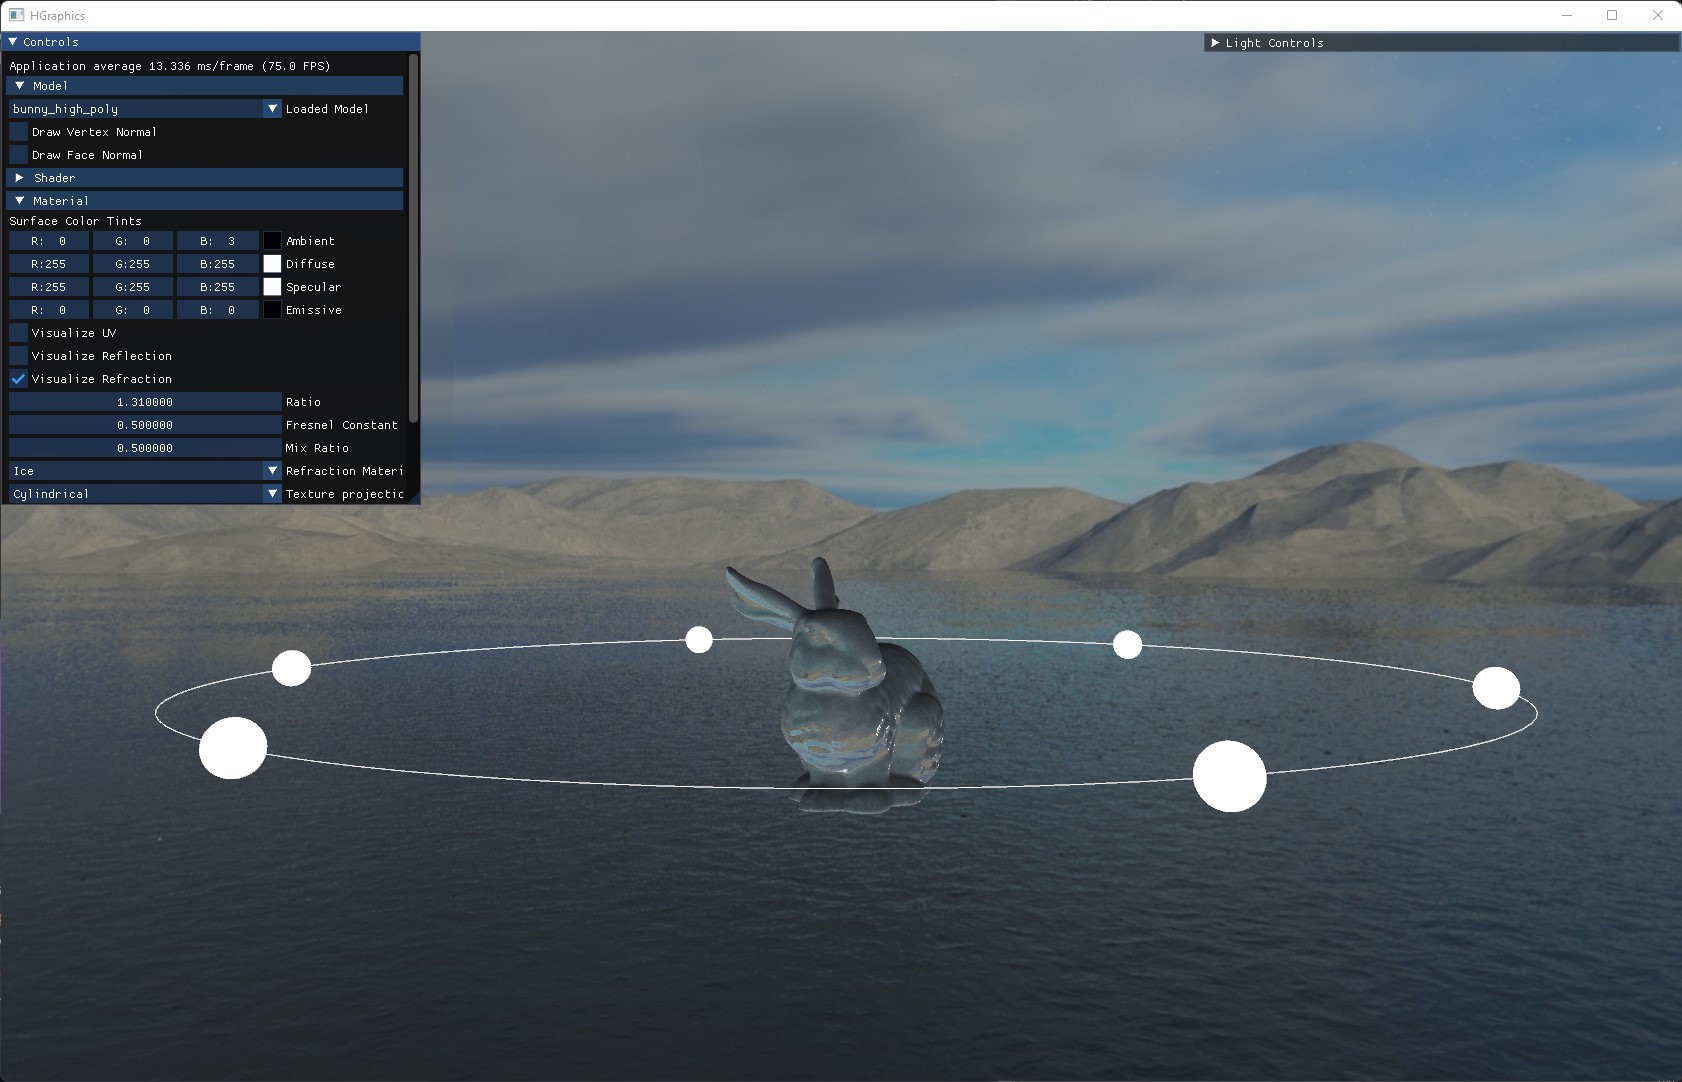 HGraphics
Controls
Light Controls
Application average 13.336 ms/frame (75.0 FPS)
Model
bunny_high_poly Loaded Model
Draw Vertex Normal
Draw Face Normal
Shader
Material
Surface Color Tints
R: 0 G: 0 B: 3 Ambient
R:255 G:255 B:255 Diffuse
R:255 G:255 B:255 Specular
R: 0 G: 0 B: 0 Emissive
Visualize UV
Visualize Reflection
Visualize Refraction
1.310000 Ratio
0.500000 Fresnel Constant
0.500000 Mix Ratio
Ice Refraction Materi
Cylindrical Texture projectic